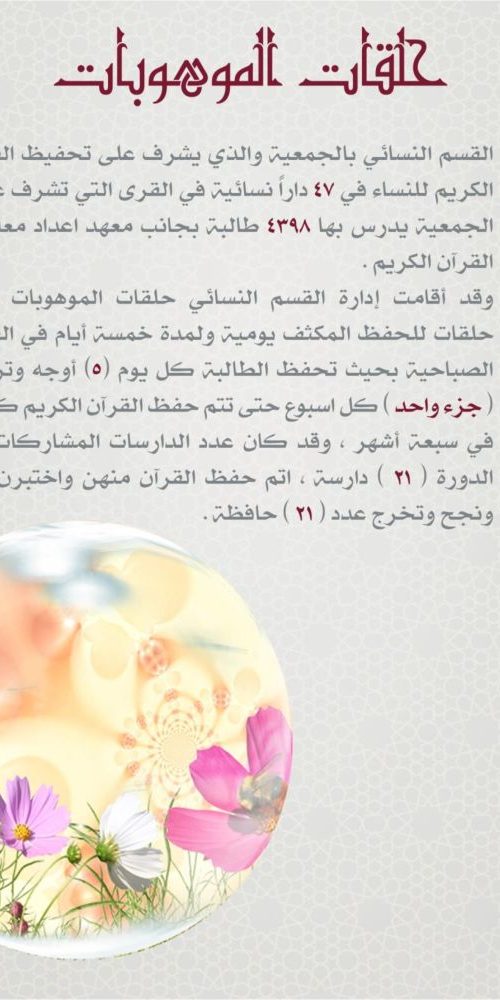 حلقات الموهوبات
القسم النسائي بالجمعية والذي يشرف على تحفيظ
الكريم للنساء في ٤٧ داراً نسائية في القرى التي تشرف
الجمعية يدرس بها ٤٣٩٨ طالبة بجانب معهد اعداد
القرآن الكريم .
وقد أقامت إدارة القسم النسائي حلقات الموهوبات
حلقات للحفظ المكثف يومية ولمدة خمسة أيام في
الصباحية بحيث تحفظ الطالبة كل يوم (٥) أوجه
( جزء واحد ) كل اسبوع حتى تتم حفظ القرآن الكريم
في سبعة أشهر ، وقد كان عدد الدارسات المشاركات
الدورة ( ٢١ ) دارسة ، اتم حفظ القرآن منهن واختبرن
ونجح وتخرج عدد ( ٢١ ) حافظة .